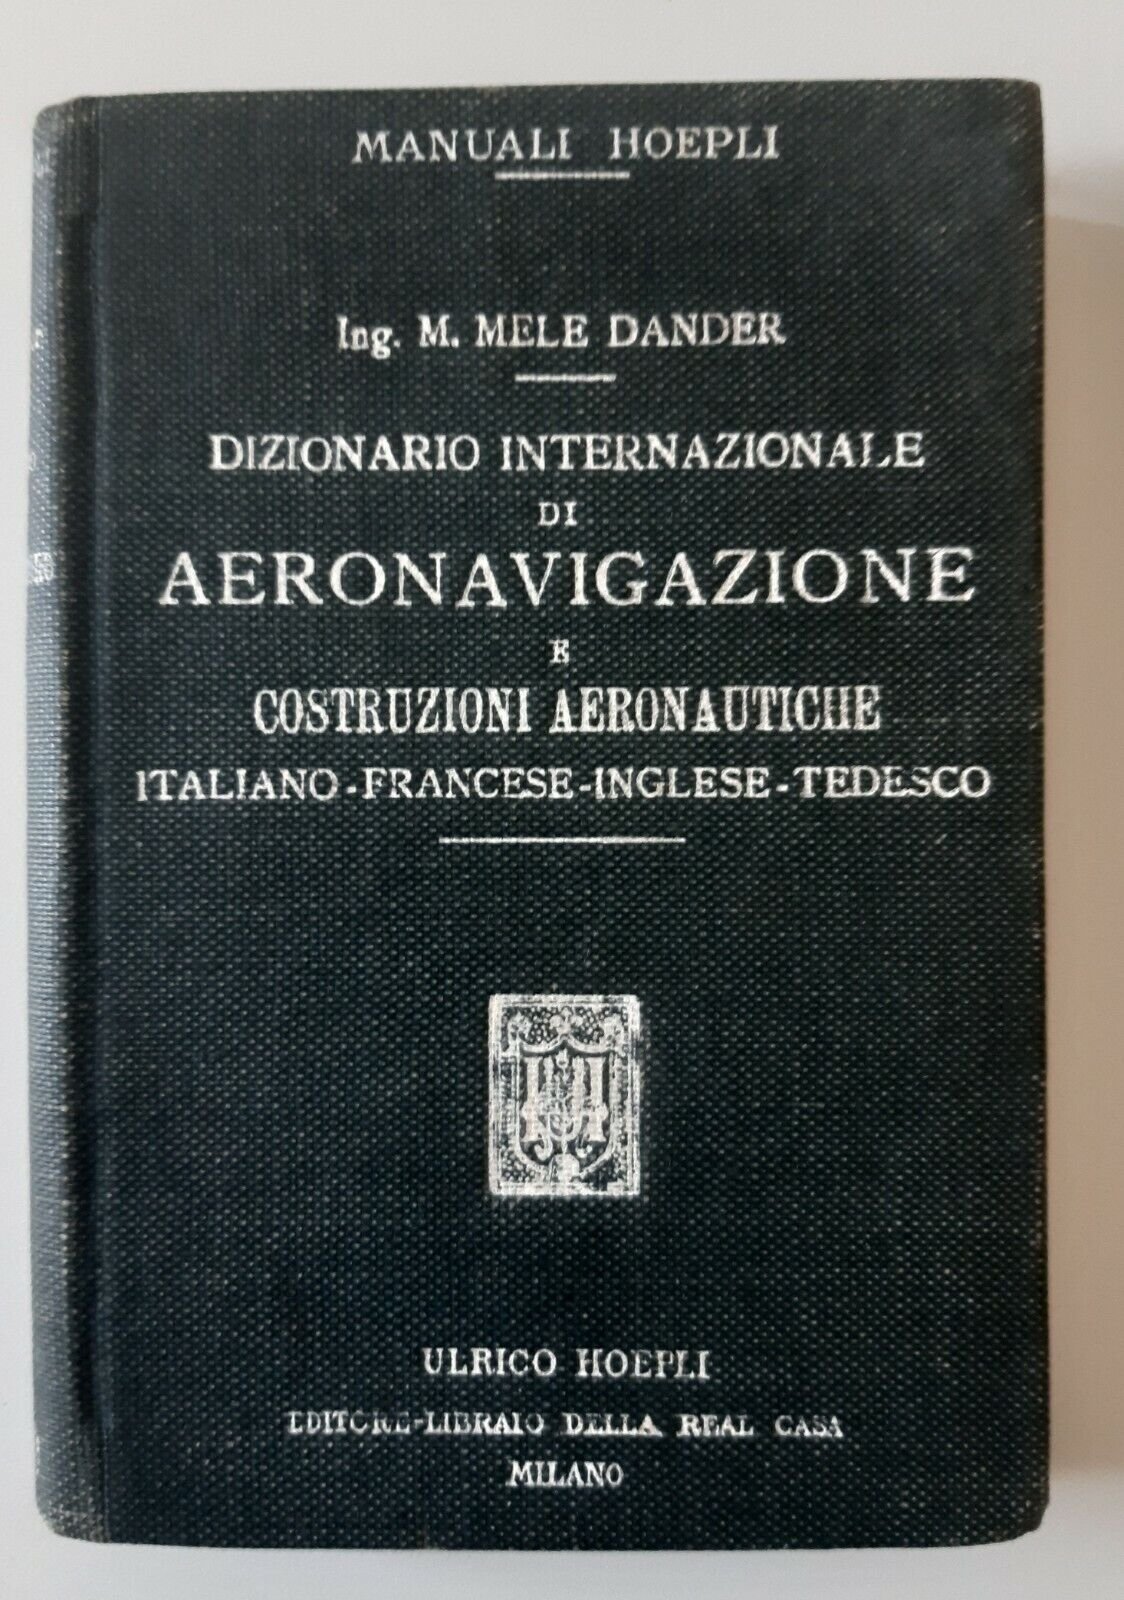 MANUALI HOEPLI
Ing. M. MELE DANDER
DIZIONARIO INTERNAZIONALE
DI
AERONAVIGAZIONE
E
COSTRUZIONI AERONAUTICHE
ITALIANO-FRANCESE-INGLESE-TEDESCO
ULRICO HOEPLI
EDITORE-LIBRAIO DELLA REAL CASA
MILANO